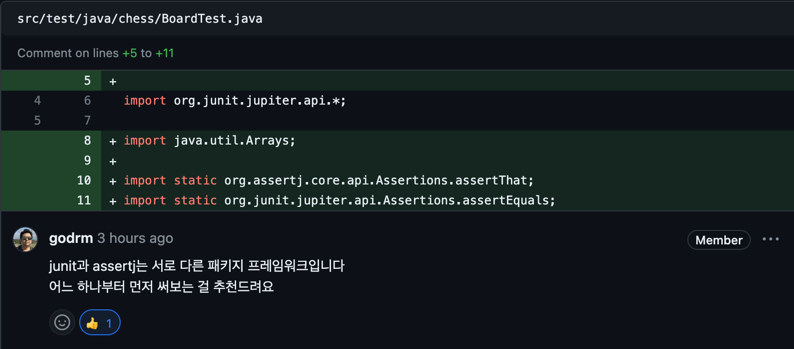 src/test/java/chess/BoardTest.java
Comment on lines +5 to +11
5 +
4 6 import org.junit.jupiter.api.*;
5 7
8 + import java.util.Arrays;
9 +
10 + import static org.assertj.core.api.Assertions.assertThat;
11 + import static org.junit.jupiter.api.Assertions.assertEquals;
godrm 3 hours ago Member ...
junit과 assertj는 서로 다른 패키지 프레임워크입니다
어느 하나부터 먼저 써보는 걸 추천드려요
👍 1